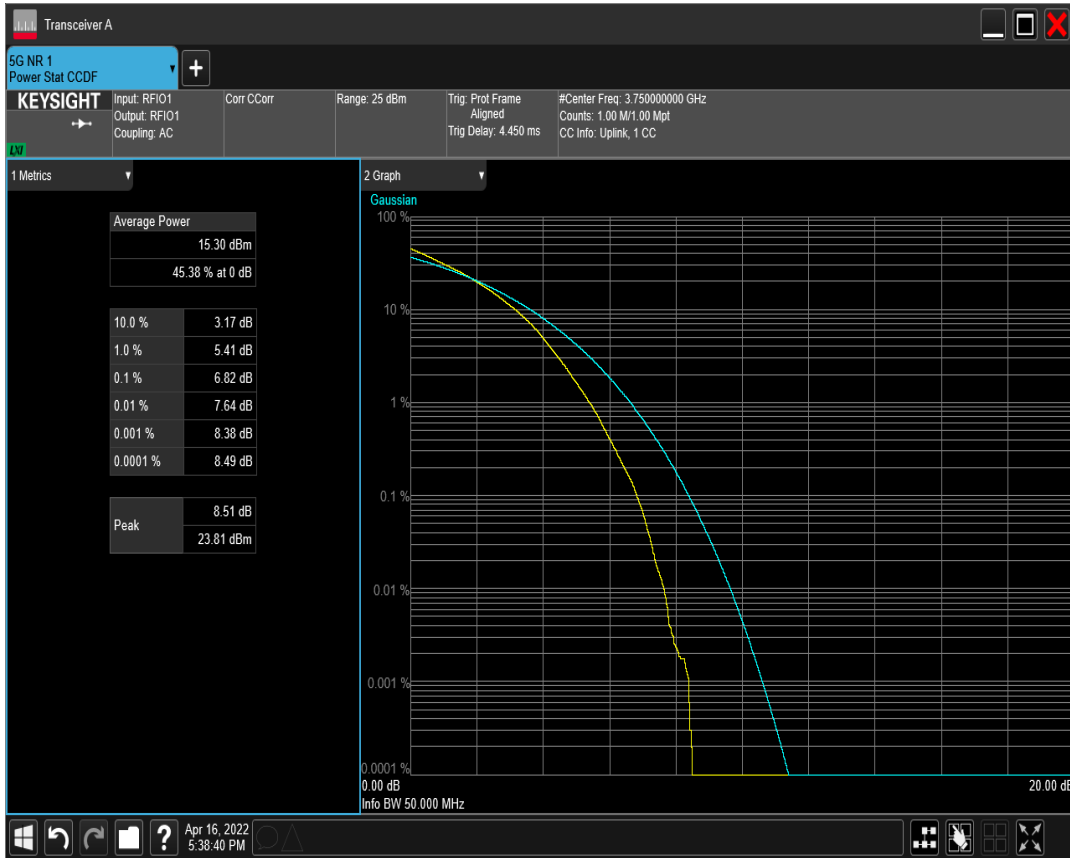 Transceiver A
5G NR 1
Power Stat CCDF
+
KEYSIGHT
LXI
Input: RFIO1
Output: RFIO1
Coupling: AC
Corr CCorr
Range: 25 dBm
Trig: Prot Frame
Aligned
Trig Delay: 4.450 ms
#Center Freq: 3.750000000 GHz
Counts: 1.00 M/1.00 Mpt
CC Info: Uplink, 1 CC
1 Metrics
Average Power
15.30 dBm
45.38 % at 0 dB
10.0 % 3.17 dB
1.0 % 5.41 dB
0.1 % 6.82 dB
0.01 % 7.64 dB
0.001 % 8.38 dB
0.0001 % 8.49 dB
Peak
8.51 dB
23.81 dBm
2 Graph
Gaussian
100 %
10 %
1 %
0.1 %
0.01 %
0.001 %
0.0001 %
0.00 dB 20.00 dB
Info BW 50.000 MHz
?
Apr 16, 2022
5:38:40 PM